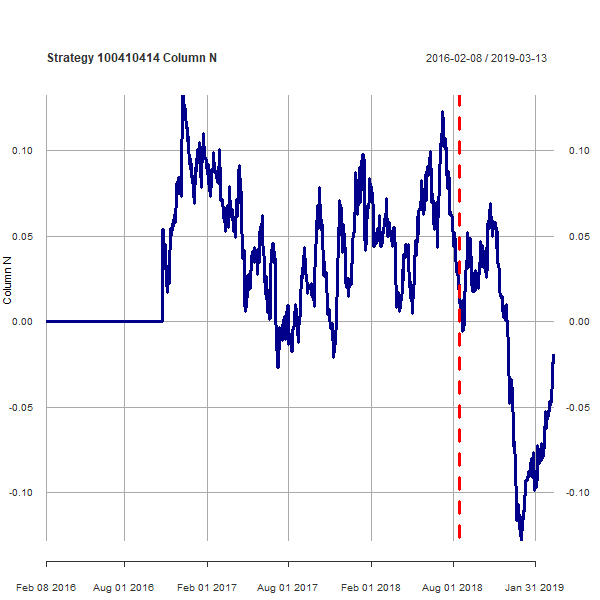 Strategy 100410414 Column N
2016-02-08 / 2019-03-13
0.10 0.10
0.05 0.05
Column N
0.00 0.00
-0.05 -0.05
-0.10 -0.10
Feb 08 2016 Aug 01 2016 Feb 01 2017 Aug 01 2017 Feb 01 2018 Aug 01 2018 Jan 31 2019